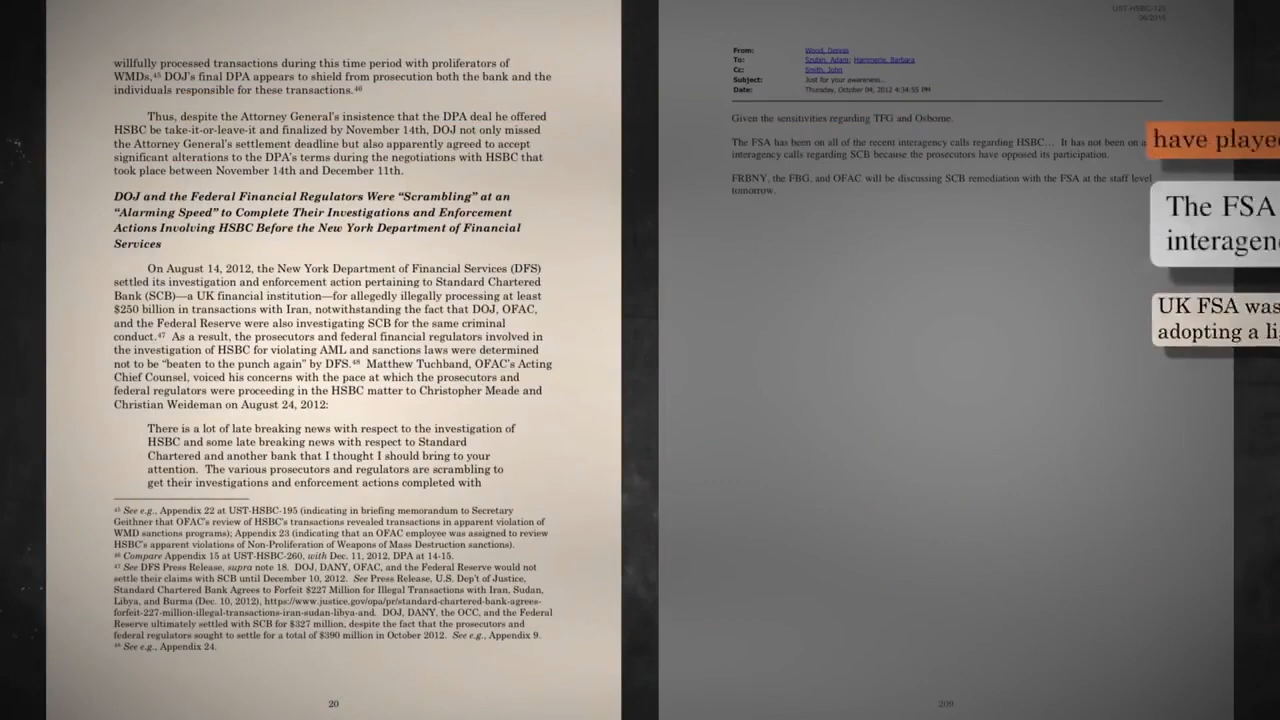 willfully processed transactions during this time period with proliferators of
WMDs,⁴⁵ DOJ's final DPA appears to shield from prosecution both the bank and the
individuals responsible for these transactions.⁴⁶
Thus, despite the Attorney General's insistence that the DPA deal he offered
HSBC be take-it-or-leave-it and finalized by November 14th, DOJ not only missed
the Attorney General's settlement deadline but also apparently agreed to accept
significant alterations to the DPA's terms during the negotiations with HSBC that
took place between November 14th and December 11th.
DOJ and the Federal Financial Regulators Were “Scrambling” at an
“Alarming Speed” to Complete Their Investigations and Enforcement
Actions Involving HSBC Before the New York Department of Financial
Services
On August 14, 2012, the New York Department of Financial Services (DFS)
settled its investigation and enforcement action pertaining to Standard Chartered
Bank (SCB)—a UK financial institution—for allegedly illegally processing at least
$250 billion in transactions with Iran, notwithstanding the fact that DOJ, OFAC,
and the Federal Reserve were also investigating SCB for the same criminal
conduct.⁴⁷ As a result, the prosecutors and federal financial regulators involved in
the investigation of HSBC for violating AML and sanctions laws were determined
not to be “beaten to the punch again” by DFS.⁴⁸ Matthew Tuchband, OFAC's Acting
Chief Counsel, voiced his concerns with the pace at which the prosecutors and
federal regulators were proceeding in the HSBC matter to Christopher Meade and
Christian Weideman on August 24, 2012:
There is a lot of late breaking news with respect to the investigation of
HSBC and some late breaking news with respect to Standard
Chartered and another bank that I thought I should bring to your
attention. The various prosecutors and regulators are scrambling to
get their investigations and enforcement actions completed with
⁴⁵ See e.g., Appendix 22 at UST-HSBC-195 (indicating in briefing memorandum to Secretary
Geithner that OFAC's review of HSBC's transactions revealed transactions in apparent violation of
WMD sanctions programs); Appendix 23 (indicating that an OFAC employee was assigned to review
HSBC's apparent violations of Non-Proliferation of Weapons of Mass Destruction sanctions).
⁴⁶ Compare Appendix 15 at UST-HSBC-260, with Dec. 11, 2012, DPA at 14-15.
⁴⁷ See DFS Press Release, supra note 18. DOJ, DANY, OFAC, and the Federal Reserve would not
settle their claims with SCB until December 10, 2012. See Press Release, U.S. Dep't of Justice,
Standard Chartered Bank Agrees to Forfeit $227 Million for Illegal Transactions with Iran, Sudan,
Libya, and Burma (Dec. 10, 2012), https://www.justice.gov/opa/pr/standard-chartered-bank-agrees-
forfeit-227-million-illegal-transactions-iran-sudan-libya-and. DOJ, DANY, the OCC, and the Federal
Reserve ultimately settled with SCB for $327 million, despite the fact that the prosecutors and
federal regulators sought to settle for a total of $390 million in October 2012. See e.g., Appendix 9.
⁴⁸ See e.g., Appendix 24.
20
UST-HSBC-123
06/2015
From: Wood, Dennis
To: Szubin, Adam; Hammerle, Barbara
Cc: Smith, John
Subject: Just for your awareness...
Date: Thursday, October 04, 2012 4:34:55 PM
Given the sensitivities regarding TFG and Osborne.
The FSA has been on all of the recent interagency calls regarding HSBC... It has not been on a
interagency calls regarding SCB because the prosecutors have opposed its participation.
FRBNY, the FBG, and OFAC will be discussing SCB remediation with the FSA at the staff level
tomorrow.
209
have playe
The FSA
interagen
UK FSA was
adopting a li